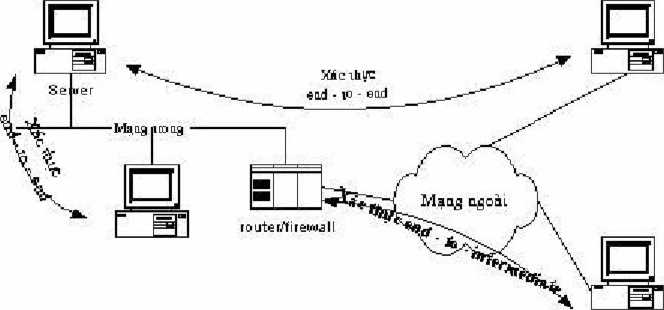 Xác thực
end - to - end
Server
Xác thực
end - to - end
Mạng trong
Mạng ngoài
router/firewall
Xác thực end - to - intermediate